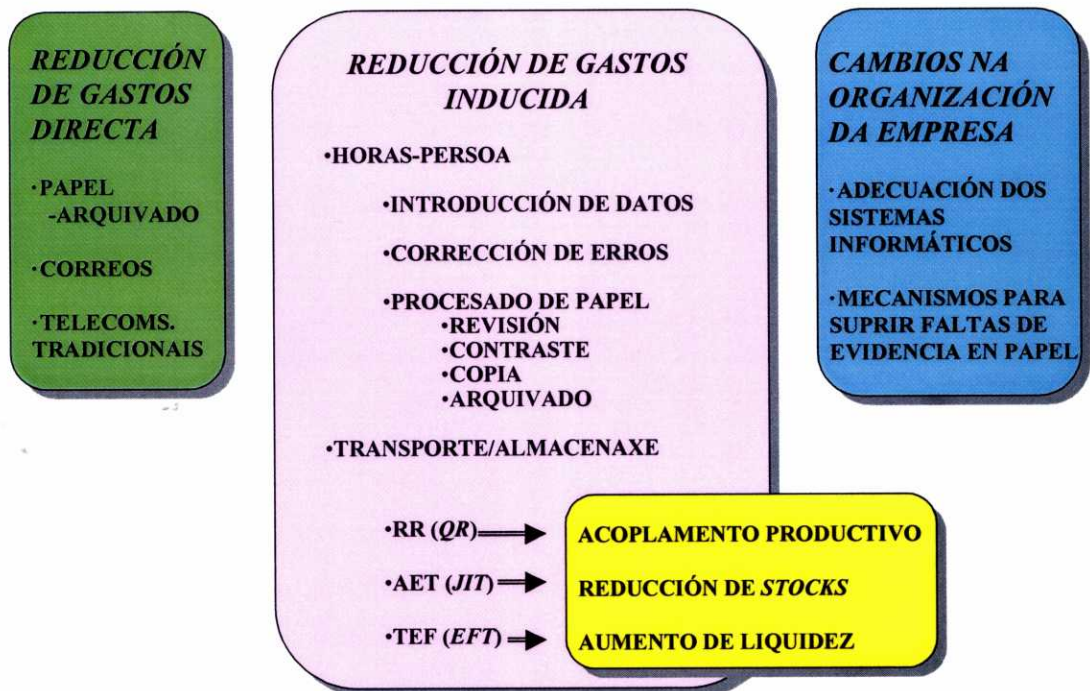 REDUCCIÓN
DE GASTOS
DIRECTA
·PAPEL
-ARQUIVADO
·CORREOS
·TELECOMS.
TRADICIONAIS
REDUCCIÓN DE GASTOS
INDUCIDA
·HORAS-PERSOA
·INTRODUCCIÓN DE DATOS
·CORRECCIÓN DE ERROS
·PROCESADO DE PAPEL
·REVISIÓN
·CONTRASTE
·COPIA
·ARQUIVADO
·TRANSPORTE/ALMACENAXE
·RR (QR)
ACOPLAMENTO PRODUCTIVO
·AET (JIT)
REDUCCIÓN DE STOCKS
·TEF (EFT)
AUMENTO DE LIQUIDEZ
CAMBIOS NA
ORGANIZACIÓN
DA EMPRESA
·ADECUACIÓN DOS
SISTEMAS
INFORMÁTICOS
·MECANISMOS PARA
SUPRIR FALTAS DE
EVIDENCIA EN PAPEL